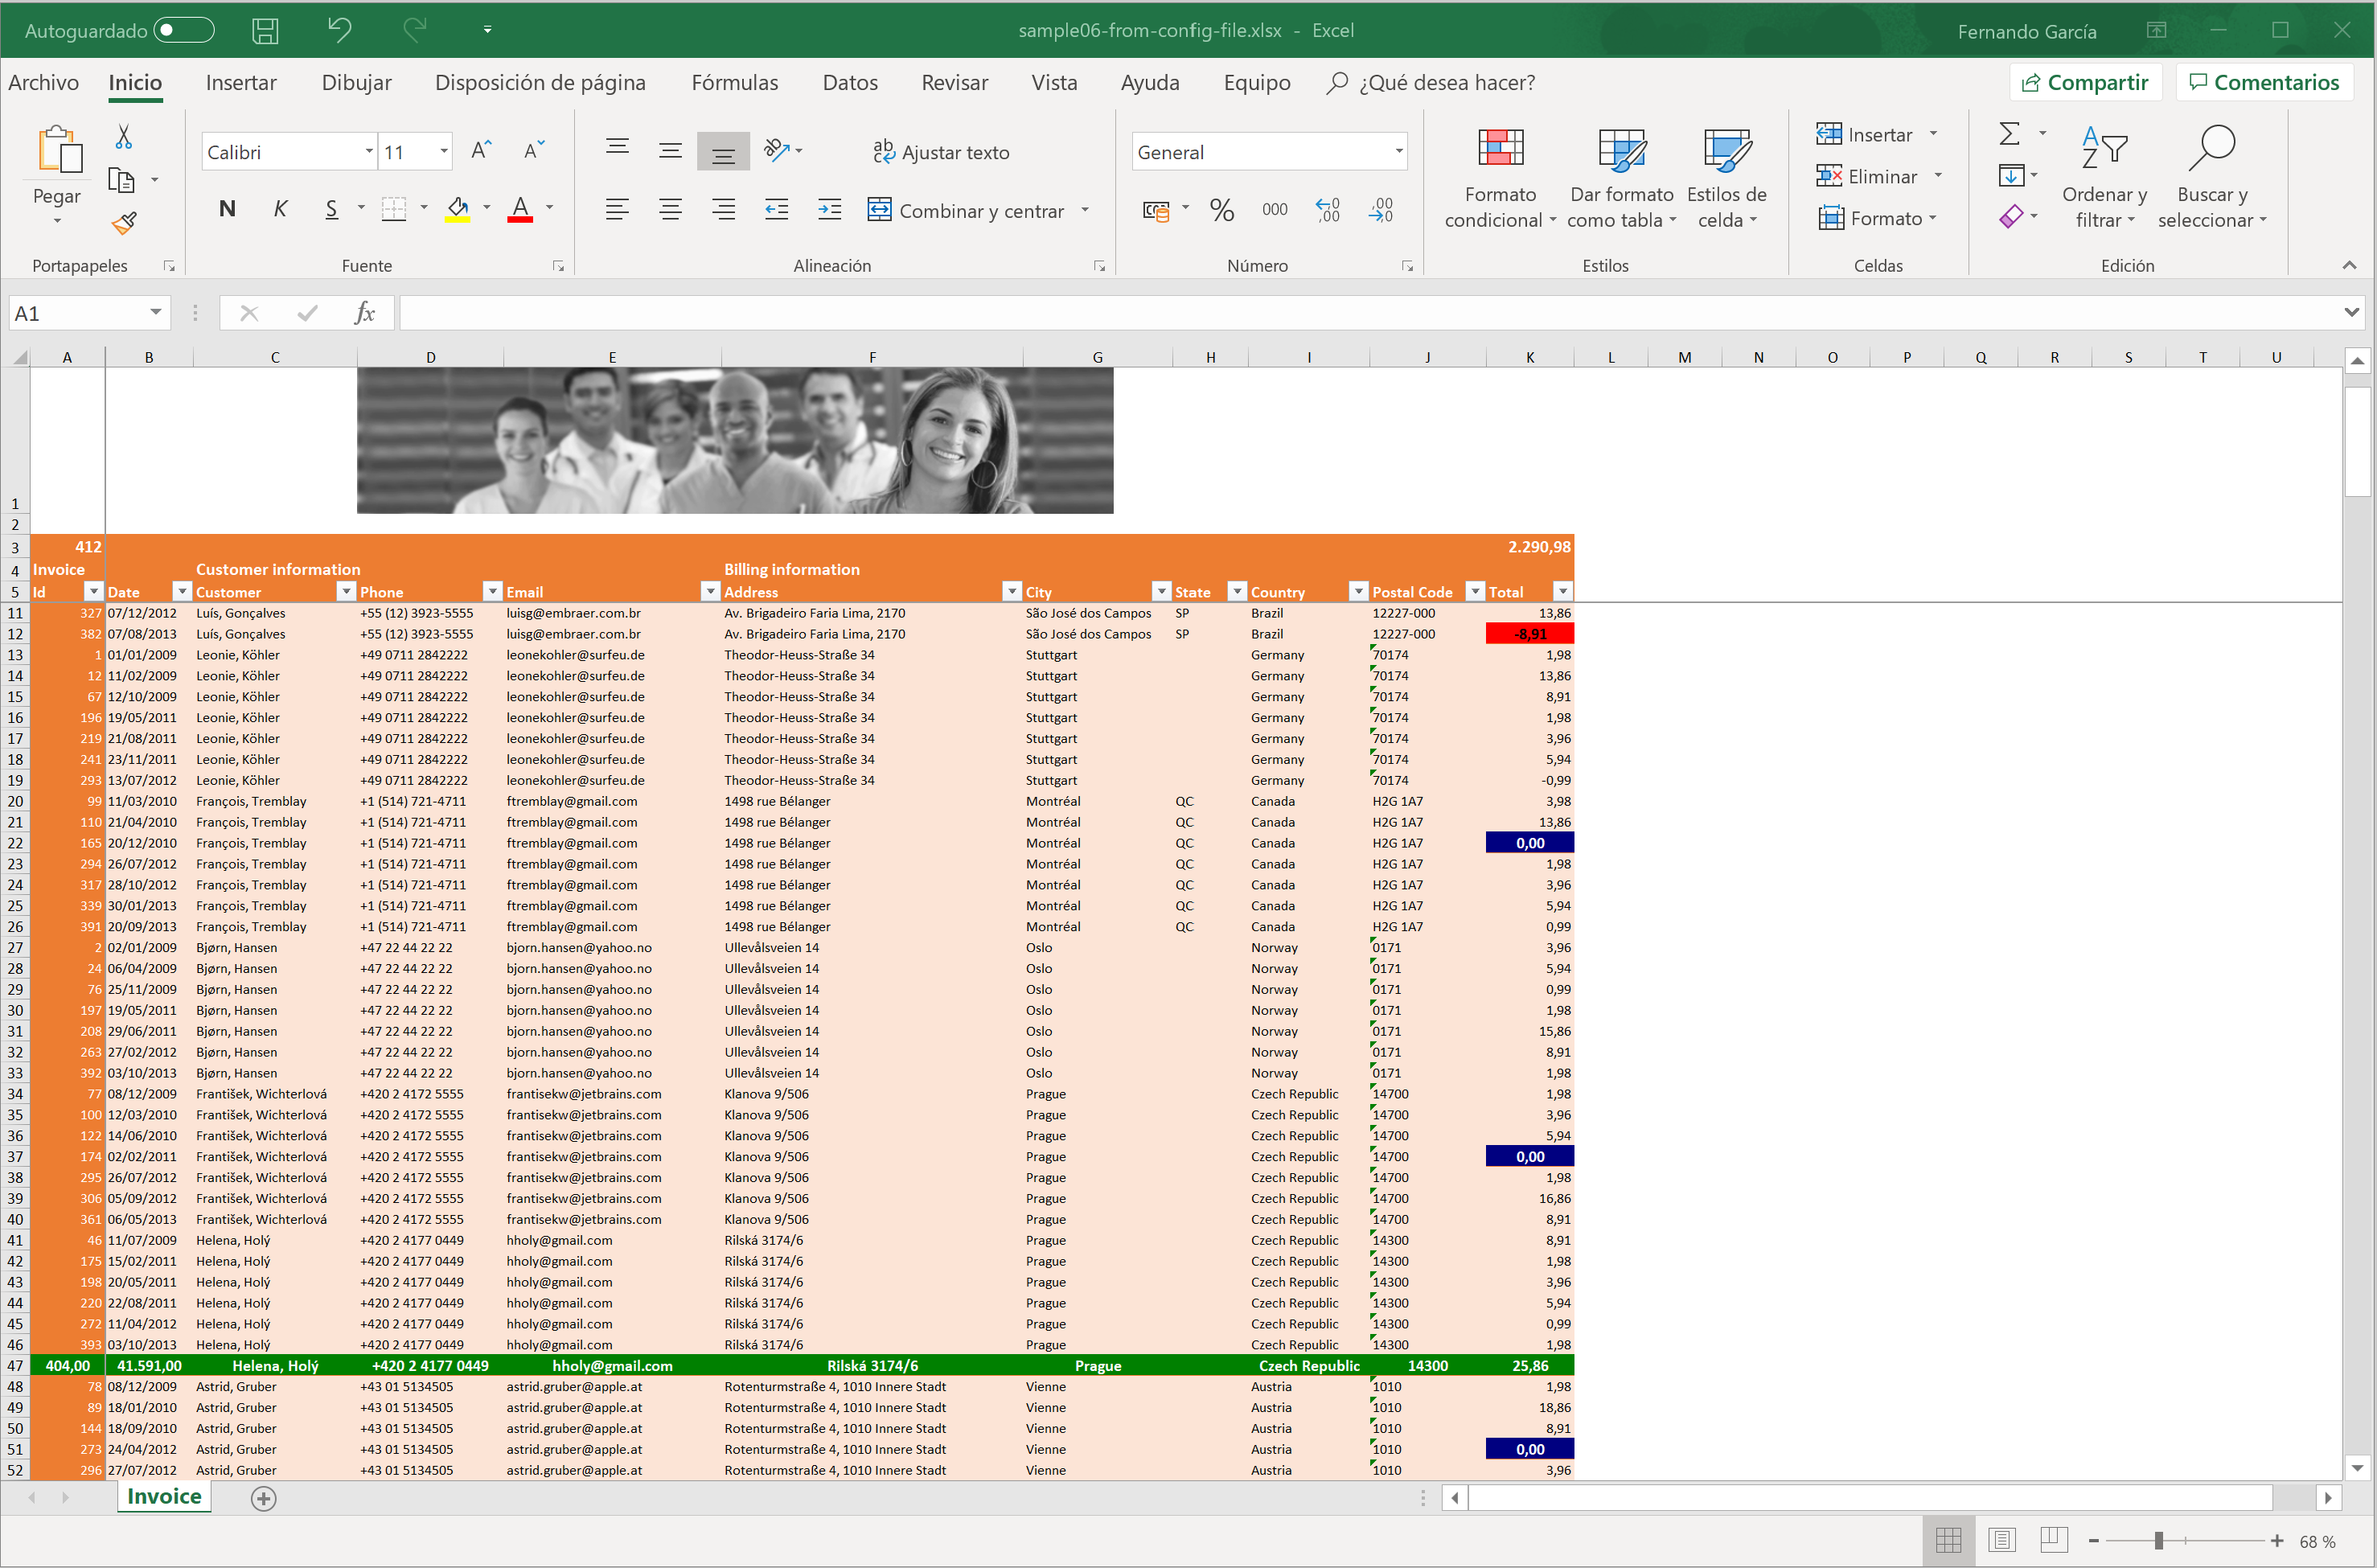 Autoguardado sample06-from-config-file.xlsx - Excel Fernando García
Archivo Inicio Insertar Dibujar Disposición de página Fórmulas Datos Revisar Vista Ayuda Equipo ¿Qué desea hacer? Compartir Comentarios
Calibri 11 A A ab c Ajustar texto General Insertar Σ A Z
Pegar Formato Dar formato Estilos de Eliminar Ordenar y Buscar y
N K S A Combinar y centrar % 000 ←0 ,00 ,00 →0 condicional como tabla celda Formato filtrar seleccionar
Portapapeles Fuente Alineación Número Estilos Celdas Edición
A1 fx
A B C D E F G H I J K L M N O P Q R S T U
1
2
3 412 2.290,98
4 Invoice Customer information Billing information
5 Id Date Customer Phone Email Address City State Country Postal Code Total
11 327 07/12/2012 Luís, Gonçalves +55 (12) 3923-5555 luisg@embraer.com.br Av. Brigadeiro Faria Lima, 2170 São José dos Campos SP Brazil 12227-000 13,86
12 382 07/08/2013 Luís, Gonçalves +55 (12) 3923-5555 luisg@embraer.com.br Av. Brigadeiro Faria Lima, 2170 São José dos Campos SP Brazil 12227-000 -8,91
13 1 01/01/2009 Leonie, Köhler +49 0711 2842222 leonekohler@surfeu.de Theodor-Heuss-Straße 34 Stuttgart Germany 70174 1,98
14 12 11/02/2009 Leonie, Köhler +49 0711 2842222 leonekohler@surfeu.de Theodor-Heuss-Straße 34 Stuttgart Germany 70174 13,86
15 67 12/10/2009 Leonie, Köhler +49 0711 2842222 leonekohler@surfeu.de Theodor-Heuss-Straße 34 Stuttgart Germany 70174 8,91
16 196 19/05/2011 Leonie, Köhler +49 0711 2842222 leonekohler@surfeu.de Theodor-Heuss-Straße 34 Stuttgart Germany 70174 1,98
17 219 21/08/2011 Leonie, Köhler +49 0711 2842222 leonekohler@surfeu.de Theodor-Heuss-Straße 34 Stuttgart Germany 70174 3,96
18 241 23/11/2011 Leonie, Köhler +49 0711 2842222 leonekohler@surfeu.de Theodor-Heuss-Straße 34 Stuttgart Germany 70174 5,94
19 293 13/07/2012 Leonie, Köhler +49 0711 2842222 leonekohler@surfeu.de Theodor-Heuss-Straße 34 Stuttgart Germany 70174 -0,99
20 99 11/03/2010 François, Tremblay +1 (514) 721-4711 ftremblay@gmail.com 1498 rue Bélanger Montréal QC Canada H2G 1A7 3,98
21 110 21/04/2010 François, Tremblay +1 (514) 721-4711 ftremblay@gmail.com 1498 rue Bélanger Montréal QC Canada H2G 1A7 13,86
22 165 20/12/2010 François, Tremblay +1 (514) 721-4711 ftremblay@gmail.com 1498 rue Bélanger Montréal QC Canada H2G 1A7 0,00
23 294 26/07/2012 François, Tremblay +1 (514) 721-4711 ftremblay@gmail.com 1498 rue Bélanger Montréal QC Canada H2G 1A7 1,98
24 317 28/10/2012 François, Tremblay +1 (514) 721-4711 ftremblay@gmail.com 1498 rue Bélanger Montréal QC Canada H2G 1A7 3,96
25 339 30/01/2013 François, Tremblay +1 (514) 721-4711 ftremblay@gmail.com 1498 rue Bélanger Montréal QC Canada H2G 1A7 5,94
26 391 20/09/2013 François, Tremblay +1 (514) 721-4711 ftremblay@gmail.com 1498 rue Bélanger Montréal QC Canada H2G 1A7 0,99
27 2 02/01/2009 Bjørn, Hansen +47 22 44 22 22 bjorn.hansen@yahoo.no Ullevålsveien 14 Oslo Norway 0171 3,96
28 24 06/04/2009 Bjørn, Hansen +47 22 44 22 22 bjorn.hansen@yahoo.no Ullevålsveien 14 Oslo Norway 0171 5,94
29 76 25/11/2009 Bjørn, Hansen +47 22 44 22 22 bjorn.hansen@yahoo.no Ullevålsveien 14 Oslo Norway 0171 0,99
30 197 19/05/2011 Bjørn, Hansen +47 22 44 22 22 bjorn.hansen@yahoo.no Ullevålsveien 14 Oslo Norway 0171 1,98
31 208 29/06/2011 Bjørn, Hansen +47 22 44 22 22 bjorn.hansen@yahoo.no Ullevålsveien 14 Oslo Norway 0171 15,86
32 263 27/02/2012 Bjørn, Hansen +47 22 44 22 22 bjorn.hansen@yahoo.no Ullevålsveien 14 Oslo Norway 0171 8,91
33 392 03/10/2013 Bjørn, Hansen +47 22 44 22 22 bjorn.hansen@yahoo.no Ullevålsveien 14 Oslo Norway 0171 1,98
34 77 08/12/2009 František, Wichterlová +420 2 4172 5555 frantisekw@jetbrains.com Klanova 9/506 Prague Czech Republic 14700 1,98
35 100 12/03/2010 František, Wichterlová +420 2 4172 5555 frantisekw@jetbrains.com Klanova 9/506 Prague Czech Republic 14700 3,96
36 122 14/06/2010 František, Wichterlová +420 2 4172 5555 frantisekw@jetbrains.com Klanova 9/506 Prague Czech Republic 14700 5,94
37 174 02/02/2011 František, Wichterlová +420 2 4172 5555 frantisekw@jetbrains.com Klanova 9/506 Prague Czech Republic 14700 0,00
38 295 26/07/2012 František, Wichterlová +420 2 4172 5555 frantisekw@jetbrains.com Klanova 9/506 Prague Czech Republic 14700 1,98
39 306 05/09/2012 František, Wichterlová +420 2 4172 5555 frantisekw@jetbrains.com Klanova 9/506 Prague Czech Republic 14700 16,86
40 361 06/05/2013 František, Wichterlová +420 2 4172 5555 frantisekw@jetbrains.com Klanova 9/506 Prague Czech Republic 14700 8,91
41 46 11/07/2009 Helena, Holý +420 2 4177 0449 hholy@gmail.com Rilská 3174/6 Prague Czech Republic 14300 8,91
42 175 15/02/2011 Helena, Holý +420 2 4177 0449 hholy@gmail.com Rilská 3174/6 Prague Czech Republic 14300 1,98
43 198 20/05/2011 Helena, Holý +420 2 4177 0449 hholy@gmail.com Rilská 3174/6 Prague Czech Republic 14300 3,96
44 220 22/08/2011 Helena, Holý +420 2 4177 0449 hholy@gmail.com Rilská 3174/6 Prague Czech Republic 14300 5,94
45 272 11/04/2012 Helena, Holý +420 2 4177 0449 hholy@gmail.com Rilská 3174/6 Prague Czech Republic 14300 0,99
46 393 03/10/2013 Helena, Holý +420 2 4177 0449 hholy@gmail.com Rilská 3174/6 Prague Czech Republic 14300 1,98
47 404,00 41.591,00 Helena, Holý +420 2 4177 0449 hholy@gmail.com Rilská 3174/6 Prague Czech Republic 14300 25,86
48 78 08/12/2009 Astrid, Gruber +43 01 5134505 astrid.gruber@apple.at Rotenturmstraße 4, 1010 Innere Stadt Vienne Austria 1010 1,98
49 89 18/01/2010 Astrid, Gruber +43 01 5134505 astrid.gruber@apple.at Rotenturmstraße 4, 1010 Innere Stadt Vienne Austria 1010 18,86
50 144 18/09/2010 Astrid, Gruber +43 01 5134505 astrid.gruber@apple.at Rotenturmstraße 4, 1010 Innere Stadt Vienne Austria 1010 8,91
51 273 24/04/2012 Astrid, Gruber +43 01 5134505 astrid.gruber@apple.at Rotenturmstraße 4, 1010 Innere Stadt Vienne Austria 1010 0,00
52 296 27/07/2012 Astrid, Gruber +43 01 5134505 astrid.gruber@apple.at Rotenturmstraße 4, 1010 Innere Stadt Vienne Austria 1010 3,96
Invoice
68 %